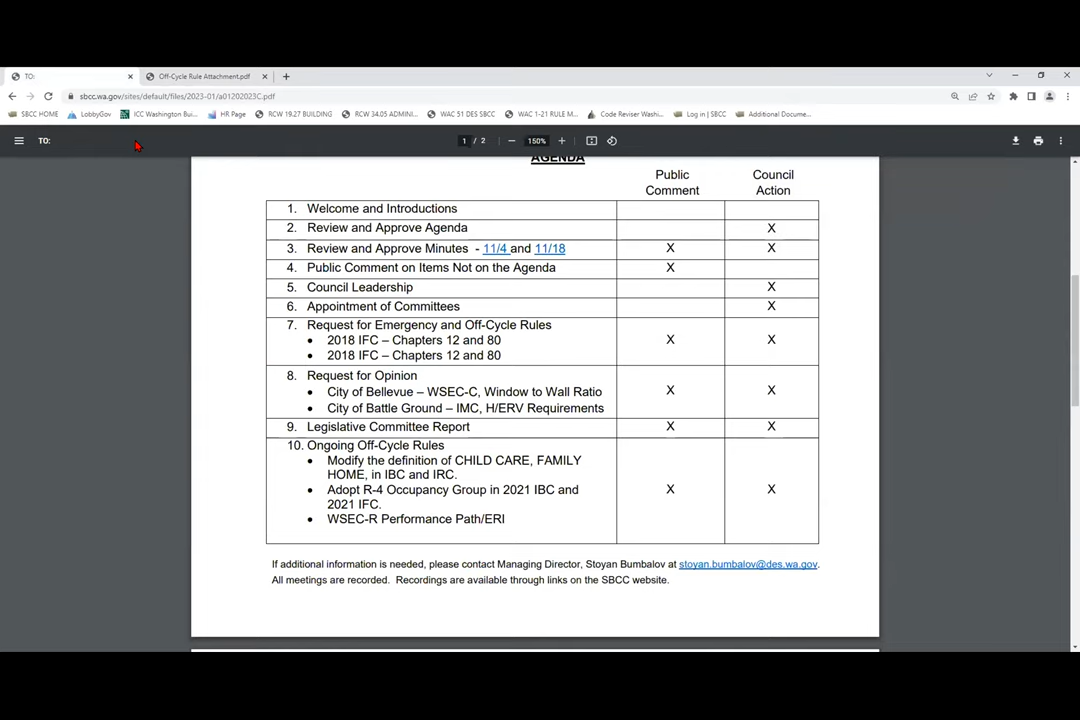 TO:
Off-Cycle Rule Attachment.pdf
sbcc.wa.gov/sites/default/files/2023-01/a01202023C.pdf
SBCC HOME LobbyGov ICC Washington Bui... HR Page RCW 19.27 BUILDING RCW 34.05 ADMINI... WAC 51 DES SBCC WAC 1-21 RULE M... Code Reviser Washi... Log in | SBCC Additional Docume...
TO: 1 / 2 150%
AGENDA
Public Comment
Council Action
1. Welcome and Introductions
2. Review and Approve Agenda X
3. Review and Approve Minutes - 11/4 and 11/18 X X
4. Public Comment on Items Not on the Agenda X
5. Council Leadership X
6. Appointment of Committees X
7. Request for Emergency and Off-Cycle Rules
• 2018 IFC – Chapters 12 and 80 X X
• 2018 IFC – Chapters 12 and 80
8. Request for Opinion
• City of Bellevue – WSEC-C, Window to Wall Ratio X X
• City of Battle Ground – IMC, H/ERV Requirements
9. Legislative Committee Report X X
10. Ongoing Off-Cycle Rules
• Modify the definition of CHILD CARE, FAMILY
HOME, in IBC and IRC.
• Adopt R-4 Occupancy Group in 2021 IBC and X X
2021 IFC.
• WSEC-R Performance Path/ERI
If additional information is needed, please contact Managing Director, Stoyan Bumbalov at stoyan.bumbalov@des.wa.gov.
All meetings are recorded. Recordings are available through links on the SBCC website.